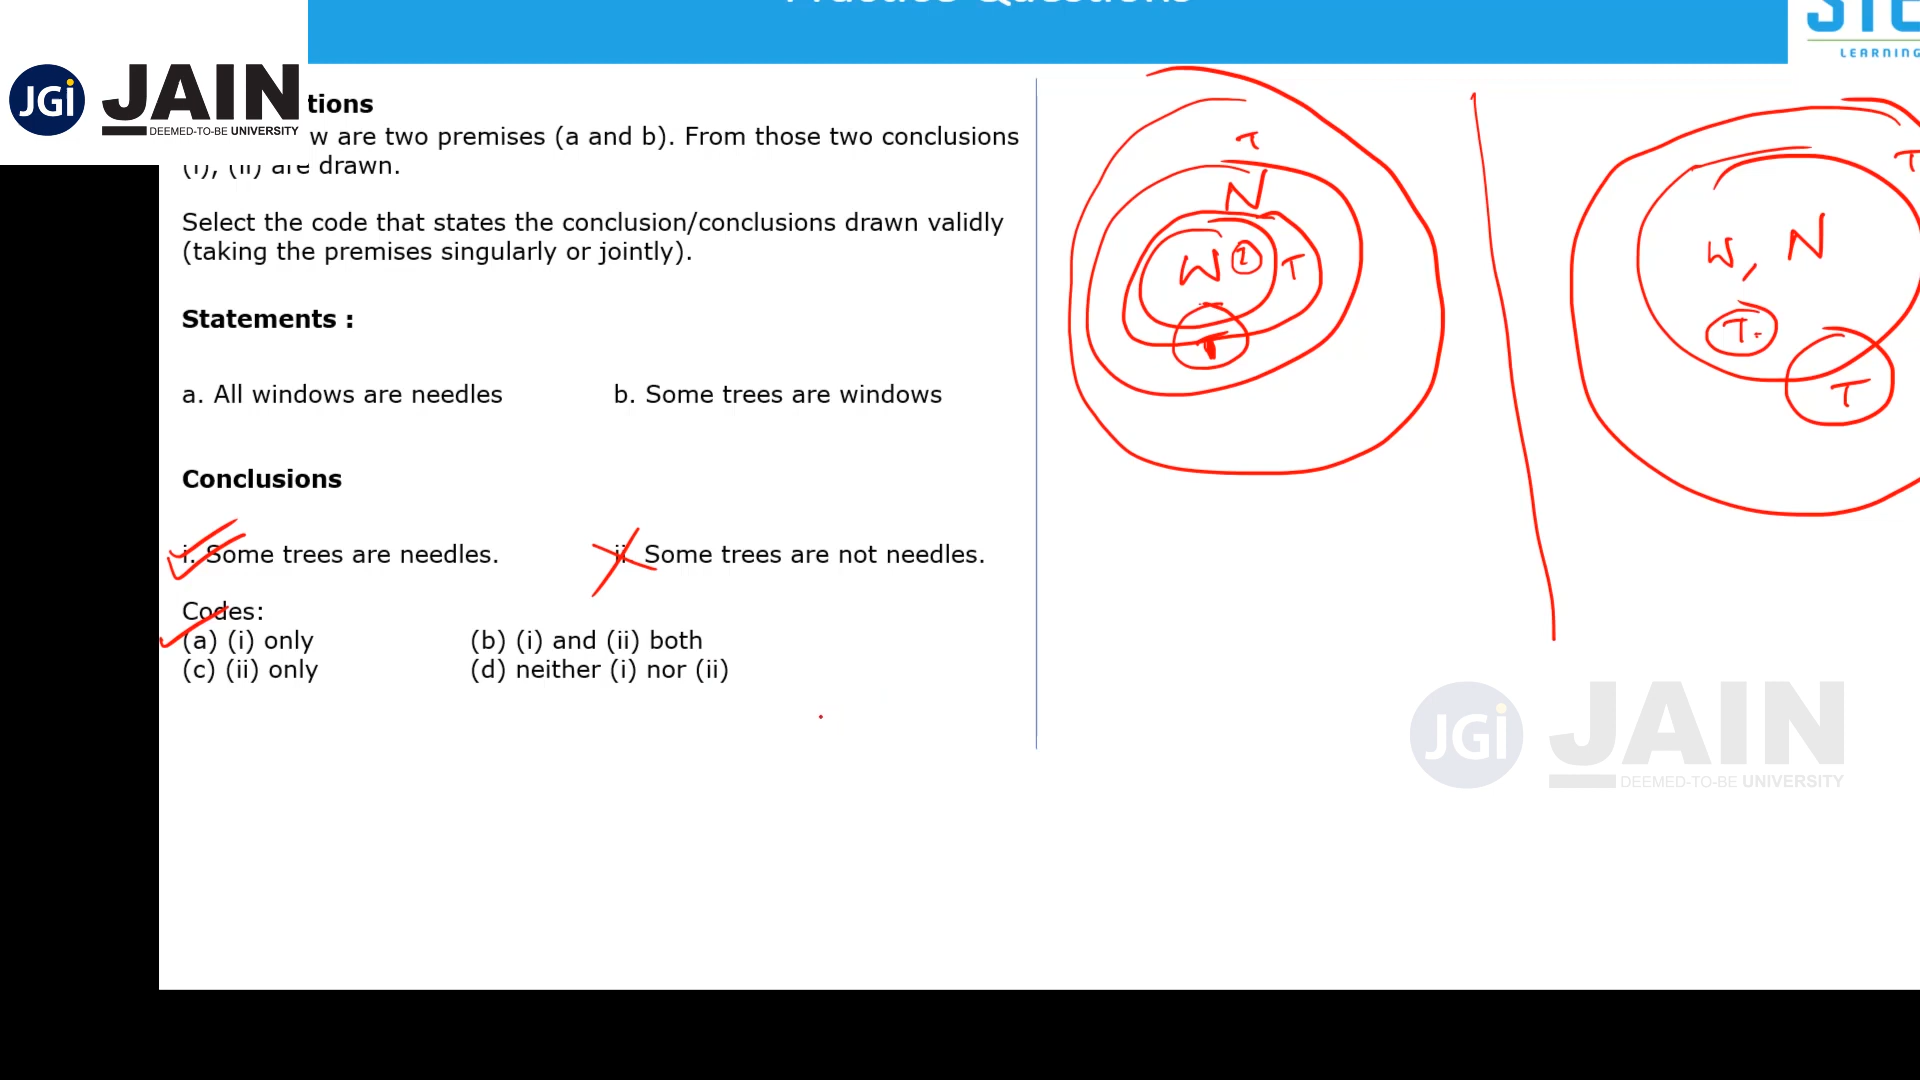 Practice Questions
LEARNING
JGi JAIN
DEEMED-TO-BE UNIVERSITY
tions
w are two premises (a and b). From those two conclusions
(i), (ii) are drawn.
Select the code that states the conclusion/conclusions drawn validly
(taking the premises singularly or jointly).
Statements :
a. All windows are needles b. Some trees are windows
Conclusions
i. Some trees are needles. ii. Some trees are not needles.
Codes:
(a) (i) only (b) (i) and (ii) both
(c) (ii) only (d) neither (i) nor (ii)
T
N
W T
T
T
W, N
T.
T
JGi JAIN
DEEMED-TO-BE UNIVERSITY